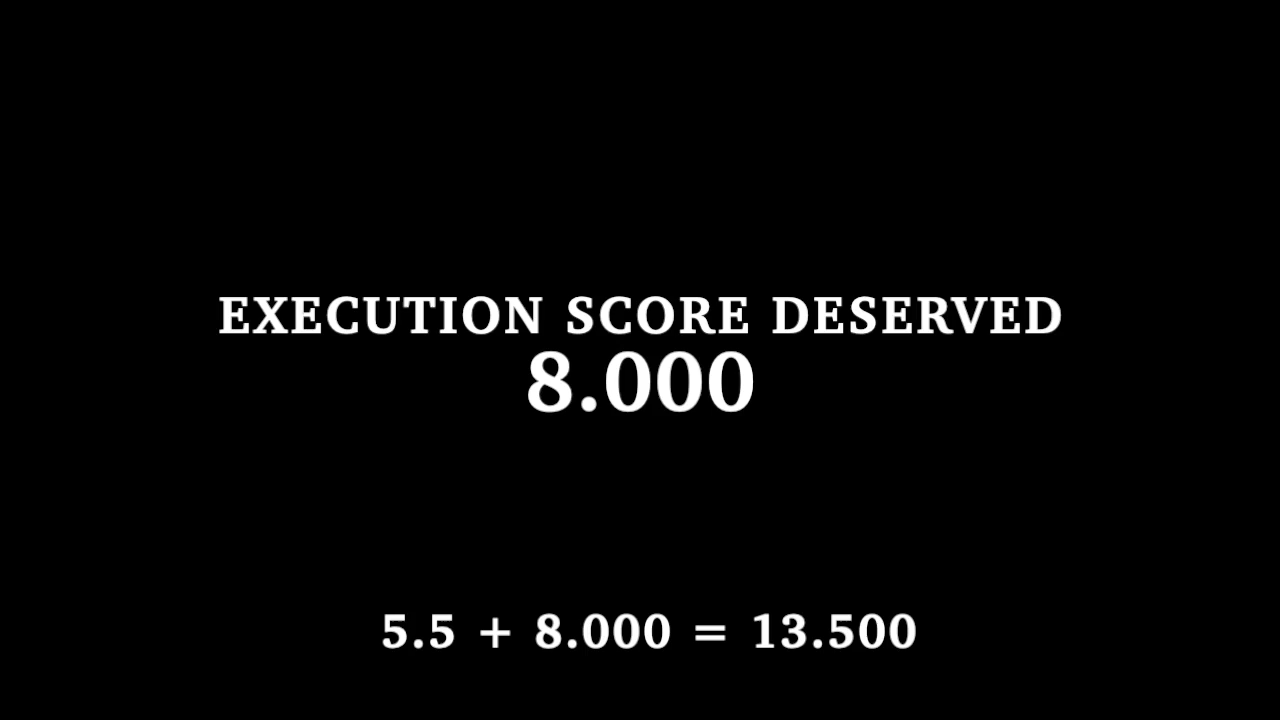 EXECUTION SCORE DESERVED
8.000
5.5 + 8.000 = 13.500